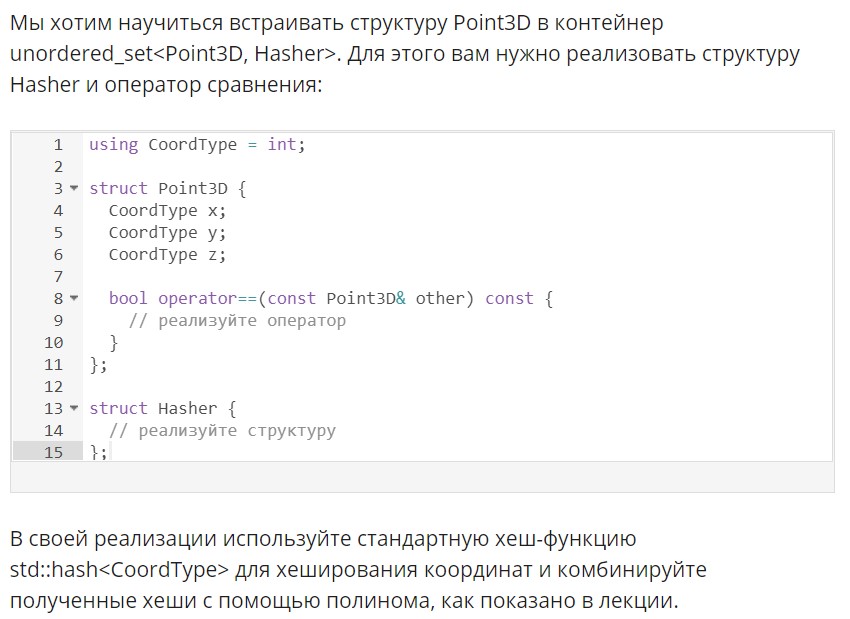 Мы хотим научиться встраивать структуру Point3D в контейнер
unordered_set<Point3D, Hasher>. Для этого вам нужно реализовать структуру
Hasher и оператор сравнения:
1 using CoordType = int;
2
3 struct Point3D {
4   CoordType x;
5   CoordType y;
6   CoordType z;
7
8   bool operator==(const Point3D& other) const {
9     // реализуйте оператор
10   }
11 };
12
13 struct Hasher {
14   // реализуйте структуру
15 };
В своей реализации используйте стандартную хеш-функцию
std::hash<CoordType> для хеширования координат и комбинируйте
полученные хеши с помощью полинома, как показано в лекции.